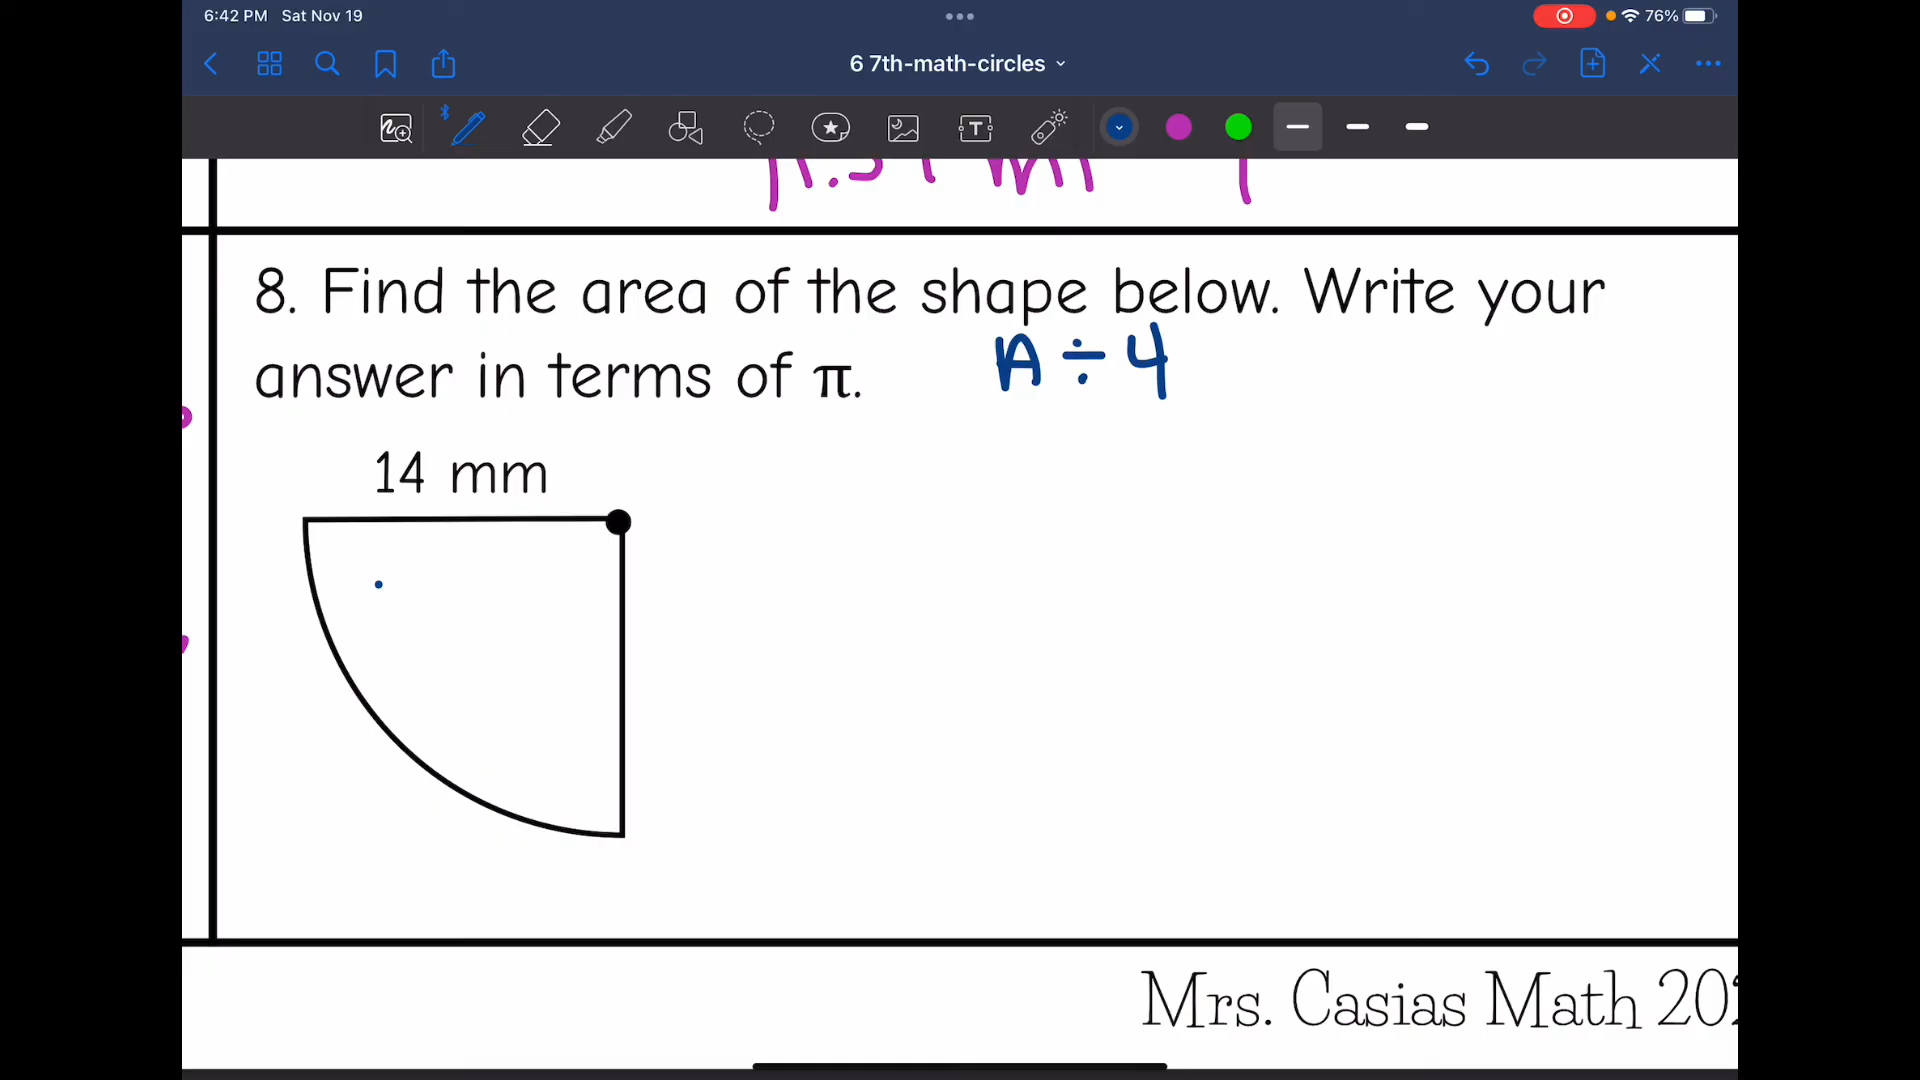 6:42 PM Sat Nov 19
76%
6 7th-math-circles
8. Find the area of the shape below. Write your
answer in terms of π.
A ÷ 4
14 mm
Mrs. Casias Math